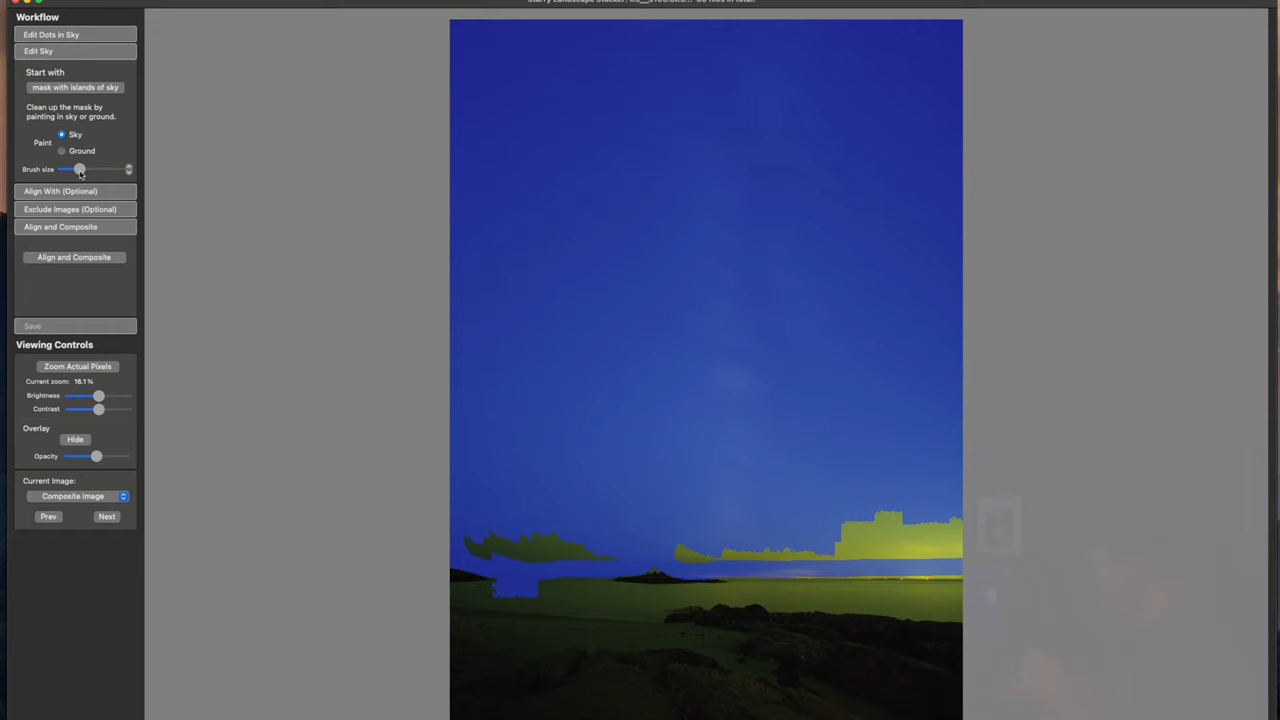 Workflow
Edit Dots in Sky
Edit Sky
Start with
mask with islands of sky
Clean up the mask by
painting in sky or ground.
Paint
Sky
Ground
Brush size
Align With (Optional)
Exclude Images (Optional)
Align and Composite
Align and Composite
Save
Viewing Controls
Zoom Actual Pixels
Current zoom: 16.1%
Brightness
Contrast
Overlay
Hide
Opacity
Current Image:
Composite Image
Prev Next